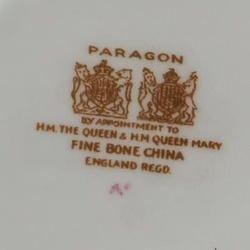 PARAGON
BY APPOINTMENT TO
H.M. THE QUEEN & H.M QUEEN MARY
FINE BONE CHINA
ENGLAND REGD.